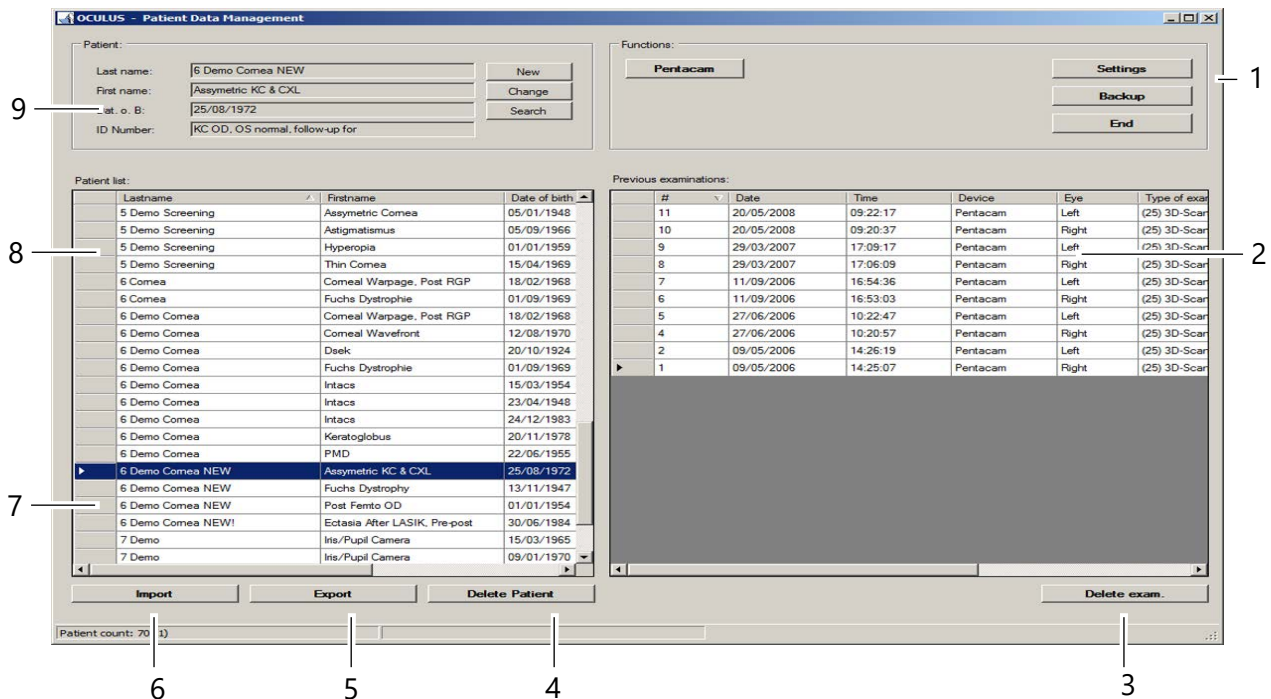 OCULUS - Patient Data Management
Patient:
Last name: 6 Demo Cornea NEW New
First name: Assymetric KC & CXL Change
Dat. o. B: 25/08/1972 Search
ID Number: KC OD, OS normal, follow-up for
Functions:
Pentacam Settings
Backup
End
1
9
Patient list:
Lastname Firstname Date of birth
5 Demo Screening Assymetric Cornea 05/01/1948
5 Demo Screening Astigmatismus 05/09/1966
5 Demo Screening Hyperopia 01/01/1959
5 Demo Screening Thin Cornea 15/04/1969
6 Cornea Corneal Warpage, Post RGP 18/02/1968
6 Cornea Fuchs Dystrophie 01/09/1969
6 Demo Cornea Corneal Warpage, Post RGP 18/02/1968
6 Demo Cornea Corneal Wavefront 12/08/1970
6 Demo Cornea Dsek 20/10/1924
6 Demo Cornea Fuchs Dystrophie 01/09/1969
6 Demo Cornea Intacs 15/03/1954
6 Demo Cornea Intacs 23/04/1948
6 Demo Cornea Intacs 24/12/1983
6 Demo Cornea Keratoglobus 20/11/1978
6 Demo Cornea PMD 22/06/1955
6 Demo Cornea NEW Assymetric KC & CXL 25/08/1972
6 Demo Cornea NEW Fuchs Dystrophy 13/11/1947
6 Demo Cornea NEW Post Femto OD 01/01/1954
6 Demo Cornea NEW! Ectasia After LASIK, Pre-post 30/06/1984
7 Demo Iris/Pupil Camera 15/03/1965
7 Demo Iris/Pupil Camera 09/01/1970
8
7
Previous examinations:
# Date Time Device Eye Type of exar
11 20/05/2008 09:22:17 Pentacam Left (25) 3D-Scan
10 20/05/2008 09:20:37 Pentacam Right (25) 3D-Scan
9 29/03/2007 17:09:17 Pentacam Left (25) 3D-Scan
8 29/03/2007 17:06:09 Pentacam Right (25) 3D-Scan
7 11/09/2006 16:54:36 Pentacam Left (25) 3D-Scan
6 11/09/2006 16:53:03 Pentacam Right (25) 3D-Scan
5 27/06/2006 10:22:47 Pentacam Left (25) 3D-Scan
4 27/06/2006 10:20:57 Pentacam Right (25) 3D-Scan
2 09/05/2006 14:26:19 Pentacam Left (25) 3D-Scan
1 09/05/2006 14:25:07 Pentacam Right (25) 3D-Scan
2
Import Export Delete Patient Delete exam.
Patient count: 70
6 5 4 3